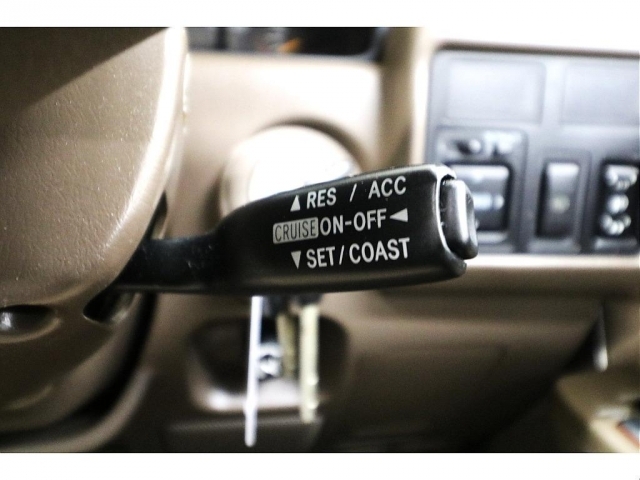 ▲RES / ACC
CRUISE ON-OFF◀
▼SET/COAST